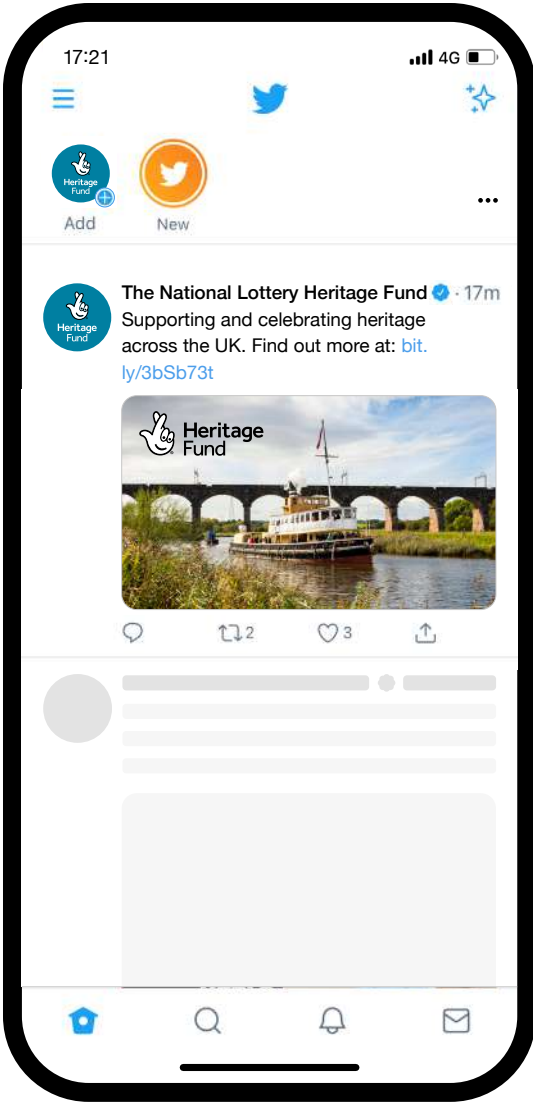 17:21
4G
Heritage
Fund
Add
New
Heritage
Fund
The National Lottery Heritage Fund · 17m
Supporting and celebrating heritage
across the UK. Find out more at: bit.
ly/3bSb73t
Heritage
Fund
2
3